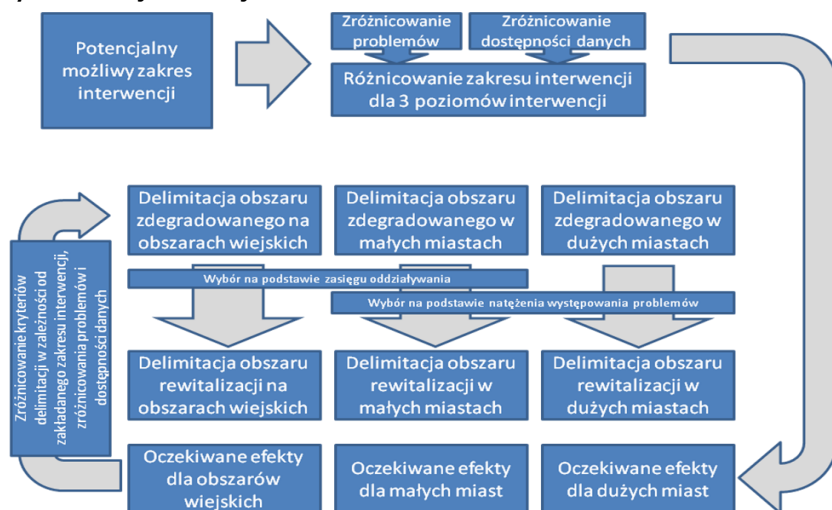 Potencjalny
możliwy zakres
interwencji
Zróżnicowanie
problemów
Zróżnicowanie
dostępności danych
Różnicowanie zakresu interwencji
dla 3 poziomów interwencji
Zróżnicowanie kryteriów
delimitacji w zależności od
zakładanego zakresu interwencji,
zróżnicowania problemów i
dostępności danych
Delimitacja obszaru
zdegradowanego na
obszarach wiejskich
Delimitacja obszaru
zdegradowanego w
małych miastach
Delimitacja obszaru
zdegradowanego w
dużych miastach
Wybór na podstawie zasięgu oddziaływania
Wybór na podstawie natężenia występowania problemów
Delimitacja obszaru
rewitalizacji na
obszarach wiejskich
Delimitacja obszaru
rewitalizacji w
małych miastach
Delimitacja obszaru
rewitalizacji w
dużych miastach
Oczekiwane efekty
dla obszarów
wiejskich
Oczekiwane efekty
dla małych miast
Oczekiwane efekty
dla dużych miast